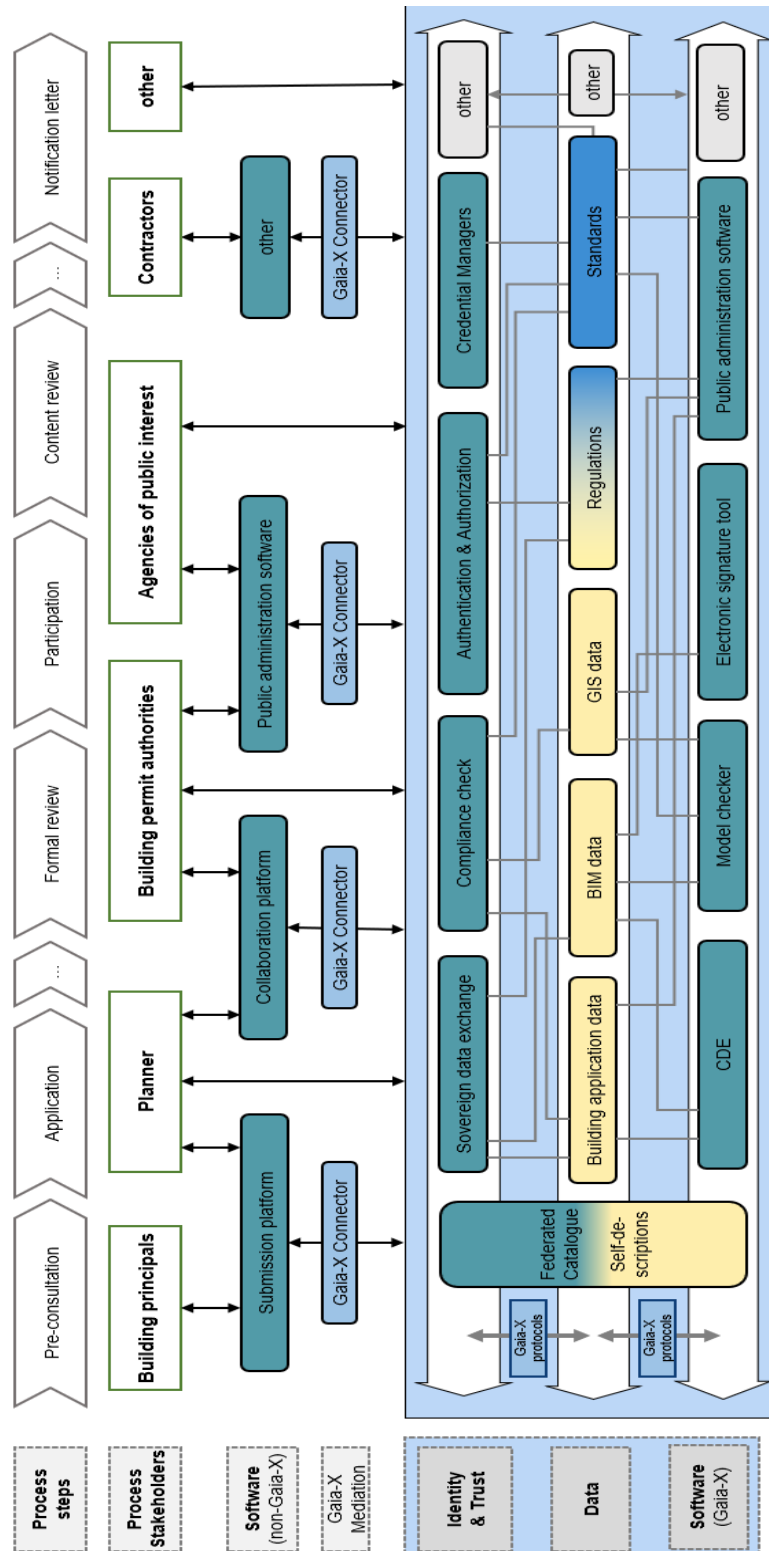 Process
steps
Pre-consultation
Application
...
Formal review
Participation
Content review
...
Notification letter
Process
Stakeholders
Building principals
Planner
Building permit authorities
Agencies of public interest
Contractors
other
Software
(non-Gaia-X)
Submission platform
Collaboration platform
Public administration software
other
Gaia-X
Mediation
Gaia-X Connector
Gaia-X Connector
Gaia-X Connector
Gaia-X Connector
Identity
& Trust
Sovereign data exchange
Compliance check
Authentication & Authorization
Credential Managers
other
Gaia-X
protocols
Federated
Catalogue
Self-de-
scriptions
Data
Building application data
BIM data
GIS data
Regulations
Standards
other
Gaia-X
protocols
Software
(Gaia-X)
CDE
Model checker
Electronic signature tool
Public administration software
other